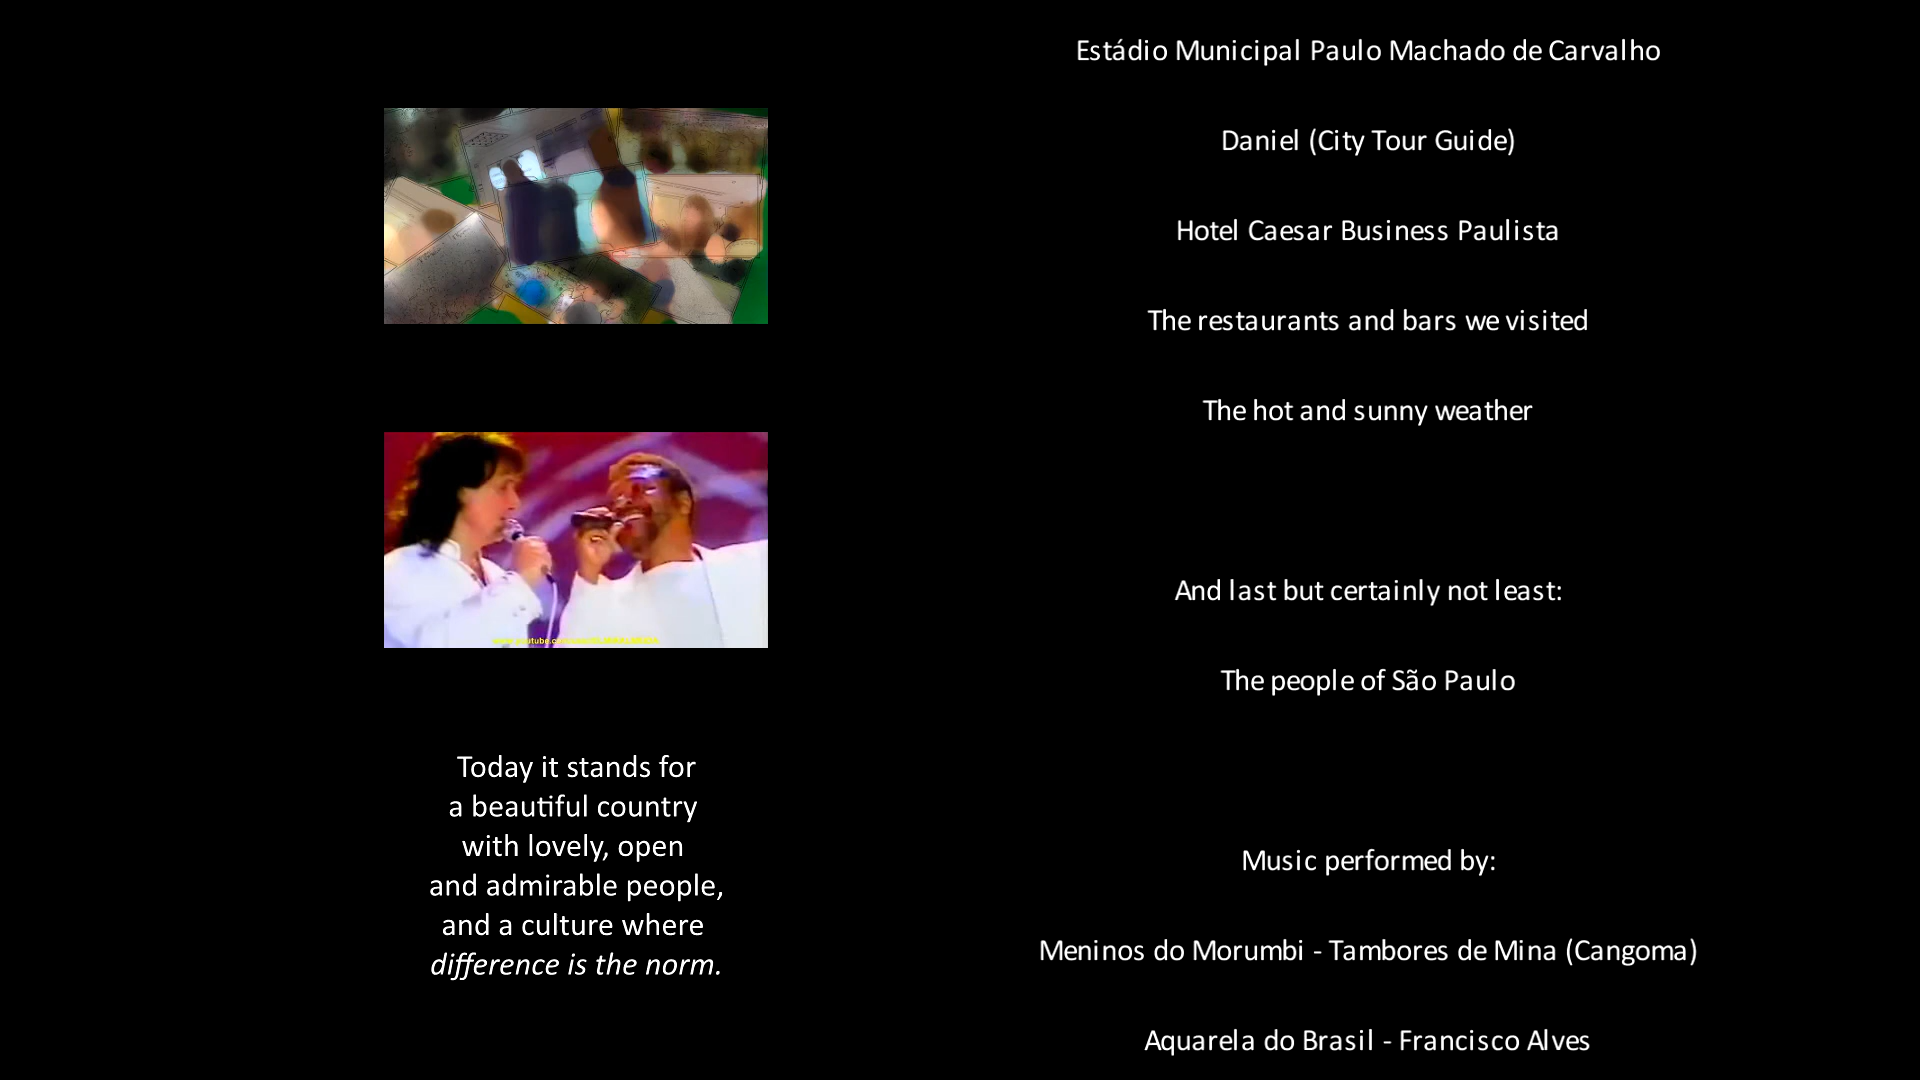 Estádio Municipal Paulo Machado de Carvalho
Daniel (City Tour Guide)
Hotel Caesar Business Paulista
The restaurants and bars we visited
The hot and sunny weather
And last but certainly not least:
The people of São Paulo
Music performed by:
Meninos do Morumbi - Tambores de Mina (Cangoma)
Aquarela do Brasil - Francisco Alves
Today it stands for
a beautiful country
with lovely, open
and admirable people,
and a culture where
difference is the norm.